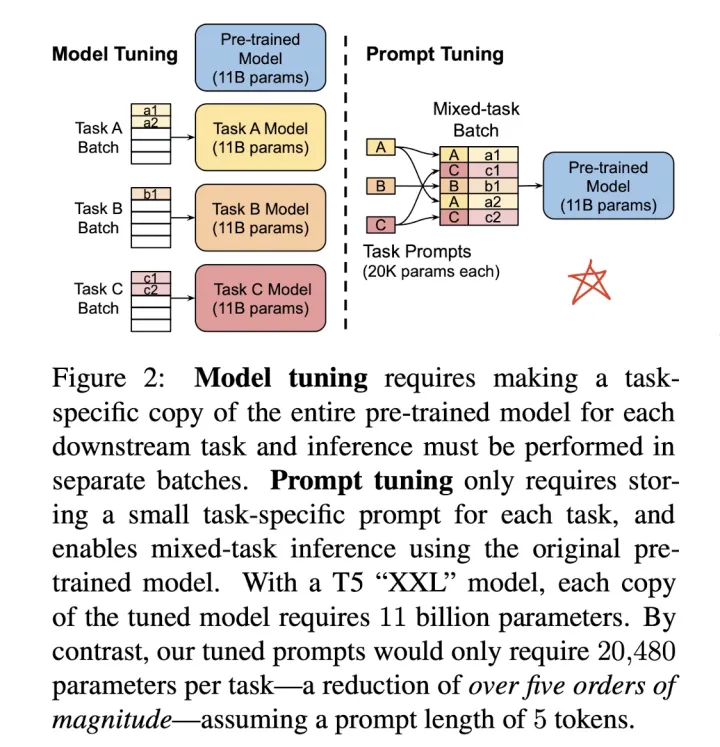 Model Tuning
Pre-trained
Model
(11B params)
Task A
Batch
a1
a2
Task A Model
(11B params)
Task B
Batch
b1
Task B Model
(11B params)
Task C
Batch
c1
c2
Task C Model
(11B params)
Prompt Tuning
Mixed-task
Batch
A
B
C
A a1
C c1
B b1
A a2
C c2
Task Prompts
(20K params each)
Pre-trained
Model
(11B params)
Figure 2: Model tuning requires making a task-
specific copy of the entire pre-trained model for each
downstream task and inference must be performed in
separate batches. Prompt tuning only requires stor-
ing a small task-specific prompt for each task, and
enables mixed-task inference using the original pre-
trained model. With a T5 “XXL” model, each copy
of the tuned model requires 11 billion parameters. By
contrast, our tuned prompts would only require 20,480
parameters per task—a reduction of over five orders of
magnitude—assuming a prompt length of 5 tokens.